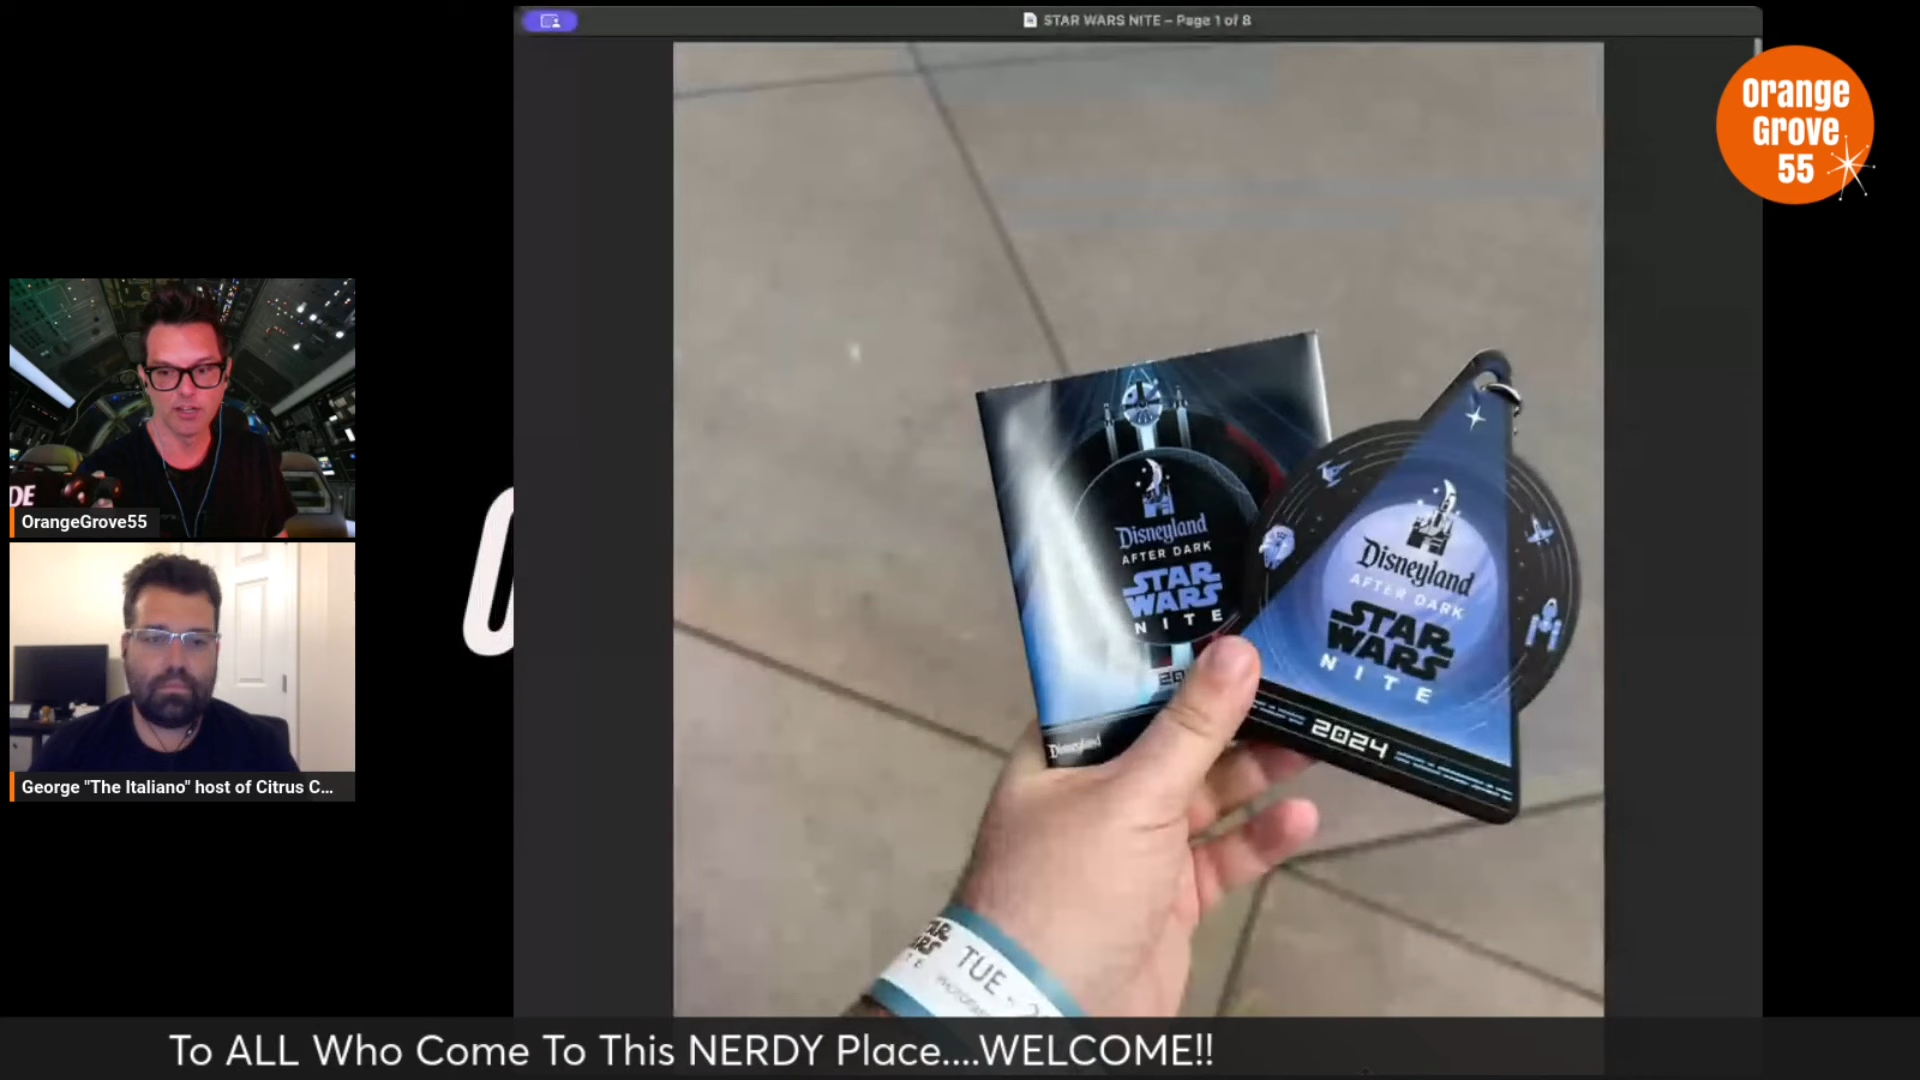 STAR WARS NITE – Page 1 of 8
Orange
Grove
55
Disneyland
AFTER DARK
STAR
WARS
NITE
Disneyland
Disneyland
AFTER DARK
STAR
WARS
NITE
2024
TUE
DE
OrangeGrove55
George "The Italiano" host of Citrus C...
To ALL Who Come To This NERDY Place....WELCOME!!